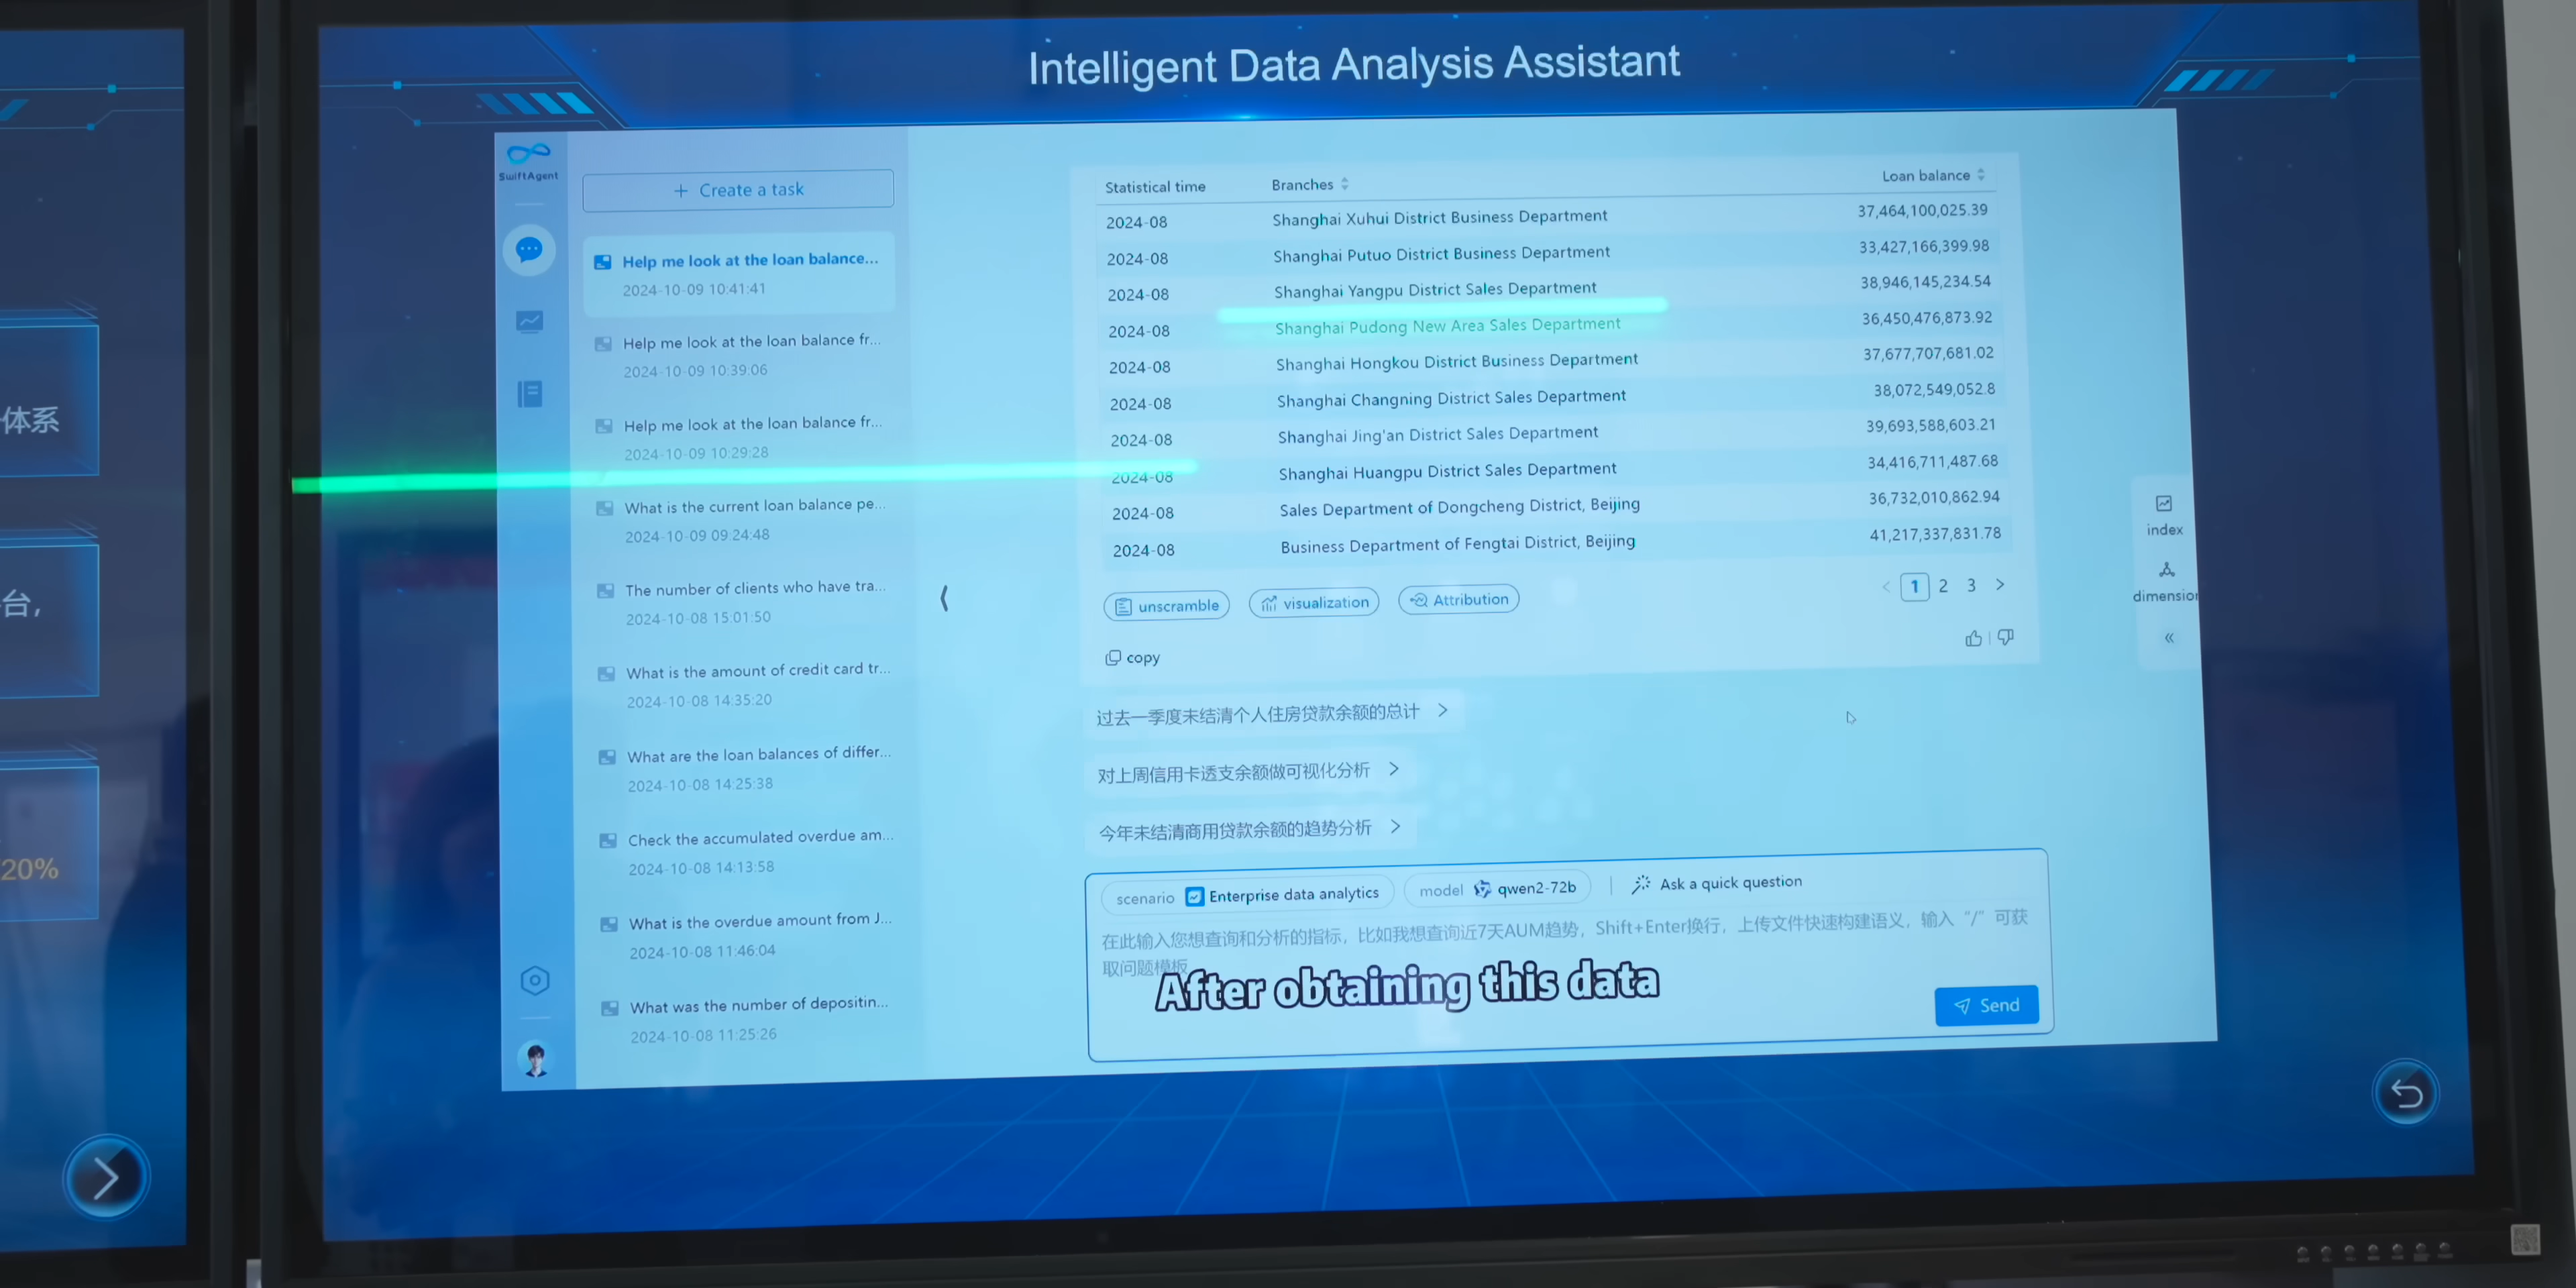 Intelligent Data Analysis Assistant
体系
台，
20%
SwiftAgent
+ Create a task
Help me look at the loan balance...
2024-10-09 10:41:41
Help me look at the loan balance fr...
2024-10-09 10:39:06
Help me look at the loan balance fr...
2024-10-09 10:29:28
What is the current loan balance pe...
2024-10-09 09:24:48
The number of clients who have tra...
2024-10-08 15:01:50
What is the amount of credit card tr...
2024-10-08 14:35:20
What are the loan balances of differ...
2024-10-08 14:25:38
Check the accumulated overdue am...
2024-10-08 14:13:58
What is the overdue amount from J...
2024-10-08 11:46:04
What was the number of depositin...
2024-10-08 11:25:26
Statistical time Branches Loan balance
2024-08 Shanghai Xuhui District Business Department 37,464,100,025.39
2024-08 Shanghai Putuo District Business Department 33,427,166,399.98
2024-08 Shanghai Yangpu District Sales Department 38,946,145,234.54
2024-08 Shanghai Pudong New Area Sales Department 36,450,476,873.92
2024-08 Shanghai Hongkou District Business Department 37,677,707,681.02
2024-08 Shanghai Changning District Sales Department 38,072,549,052.8
2024-08 Shanghai Jing'an District Sales Department 39,693,588,603.21
2024-08 Shanghai Huangpu District Sales Department 34,416,711,487.68
2024-08 Sales Department of Dongcheng District, Beijing 36,732,010,862.94
2024-08 Business Department of Fengtai District, Beijing 41,217,337,831.78
unscramble visualization Attribution < 1 2 3 >
copy
index
dimension
过去一季度未结清个人住房贷款余额的总计 >
对上周信用卡透支余额做可视化分析 >
今年未结清商用贷款余额的趋势分析 >
scenario Enterprise data analytics model qwen2-72b | Ask a quick question
在此输入您想查询和分析的指标，比如我想查询近7天AUM趋势，Shift+Enter换行，上传文件快速构建语义，输入“/”可获
取问题模板
After obtaining this data
Send